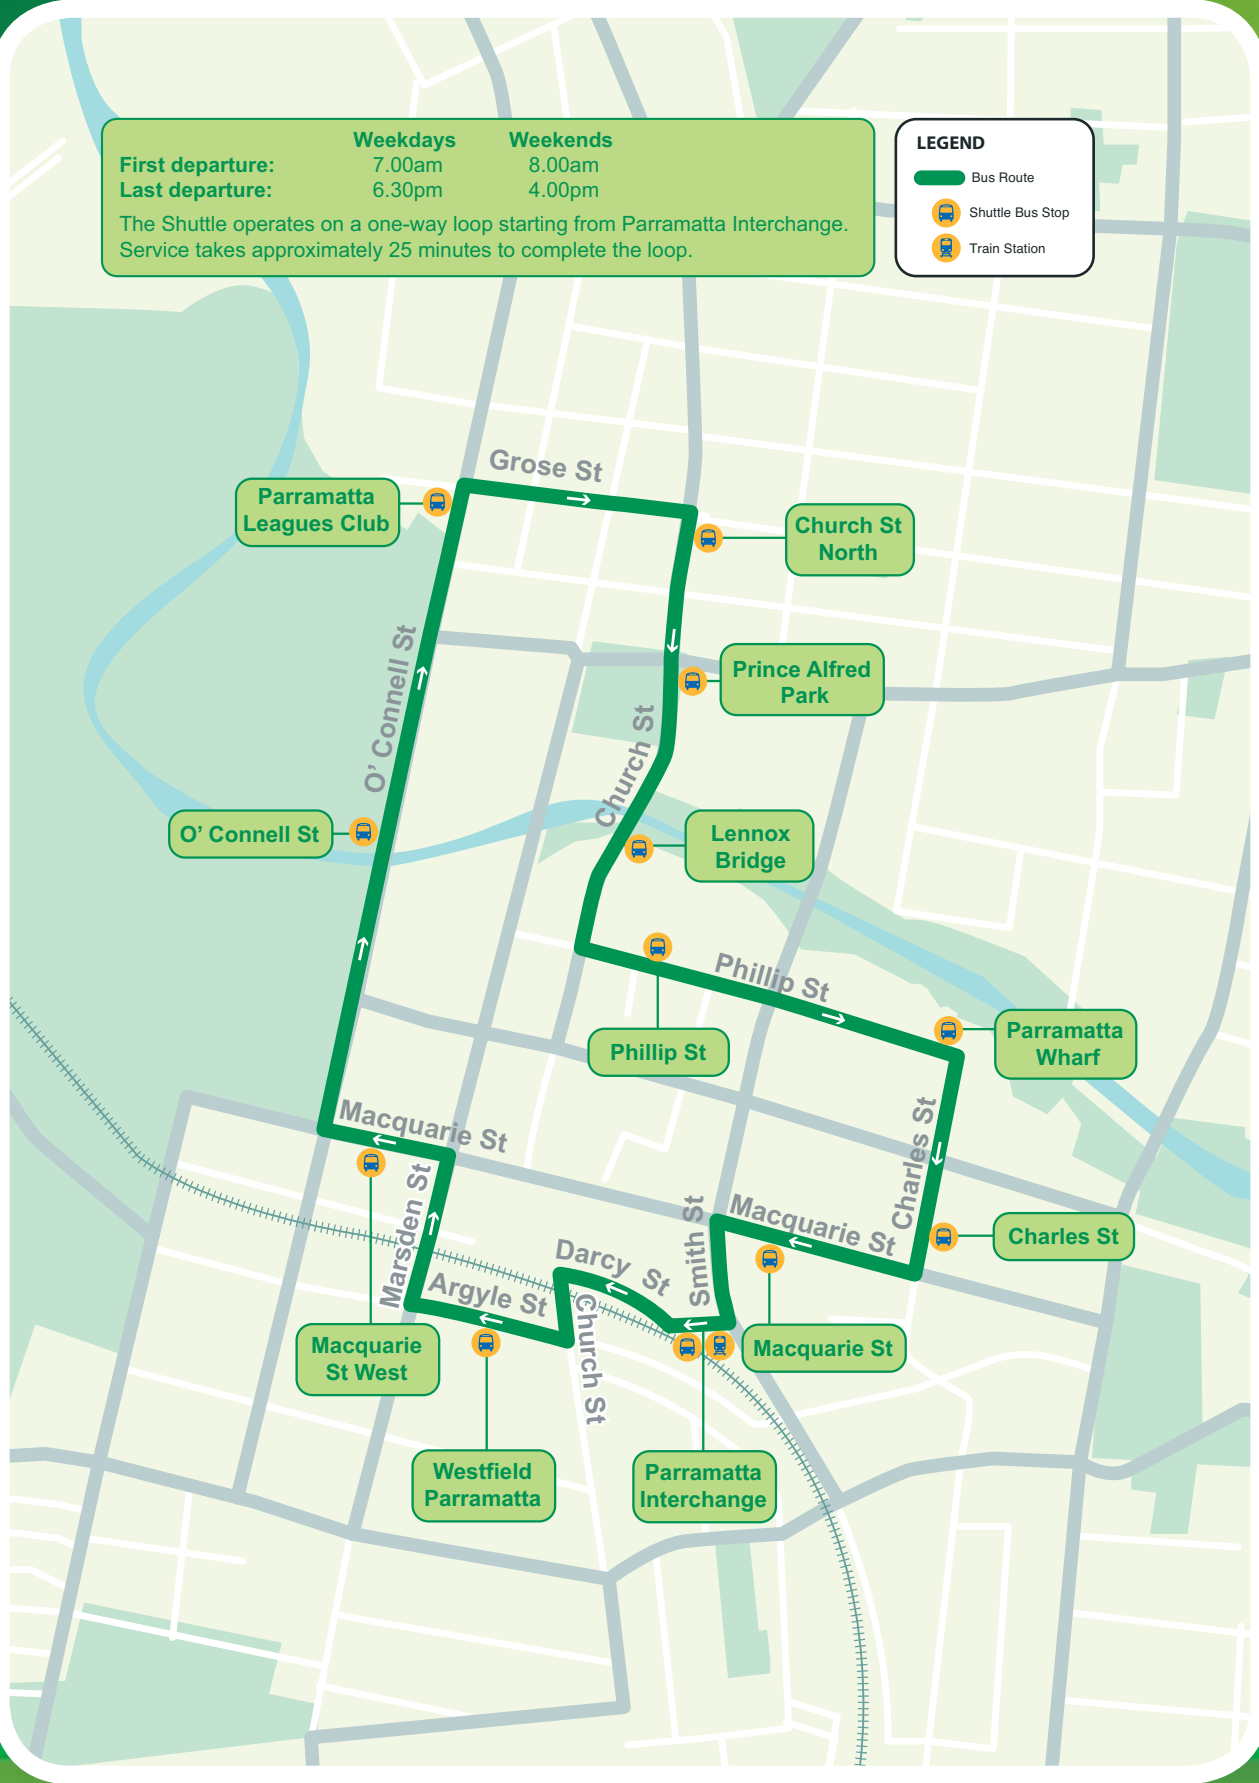 Weekdays Weekends
First departure: 7.00am 8.00am
Last departure: 6.30pm 4.00pm
The Shuttle operates on a one-way loop starting from Parramatta Interchange.
Service takes approximately 25 minutes to complete the loop.
LEGEND
Bus Route
Shuttle Bus Stop
Train Station
Grose St
Parramatta
Leagues Club
Church St
North
O' Connell St
Prince Alfred
Park
Church St
O' Connell St
Lennox
Bridge
Phillip St
Phillip St
Parramatta
Wharf
Macquarie St
Charles St
Marsden St
Smith St
Macquarie St
Charles St
Darcy St
Argyle St
Church St
Macquarie
St West
Macquarie St
Westfield
Parramatta
Parramatta
Interchange